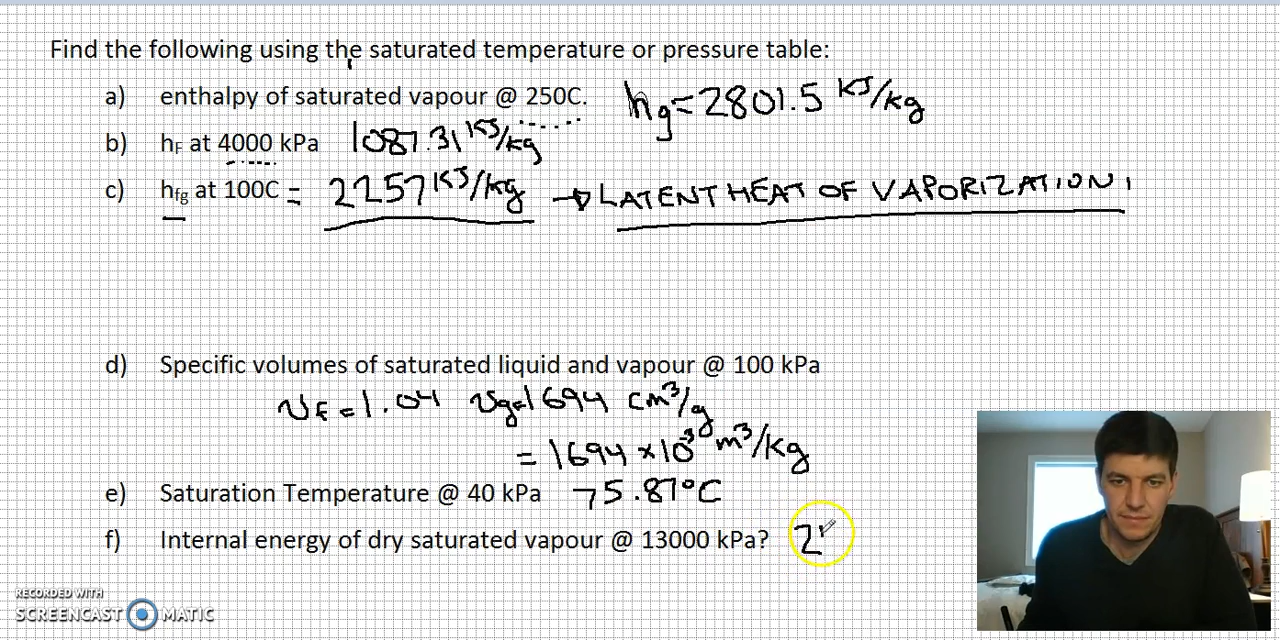 Find the following using the saturated temperature or pressure table:
a) enthalpy of saturated vapour @ 250C. hg=2801.5 KJ/kg
b) hF at 4000 kPa 1087.31 KJ/kg
c) hfg at 100C = 2257 KJ/kg → LATENT HEAT OF VAPORIZATION.
d) Specific volumes of saturated liquid and vapour @ 100 kPa
vf=1.04 vg=1694 cm³/g
= 1694 ×10⁻³ m³/kg
e) Saturation Temperature @ 40 kPa 75.87°C
f) Internal energy of dry saturated vapour @ 13000 kPa? 2
RECORDED WITH
SCREENCAST MATIC